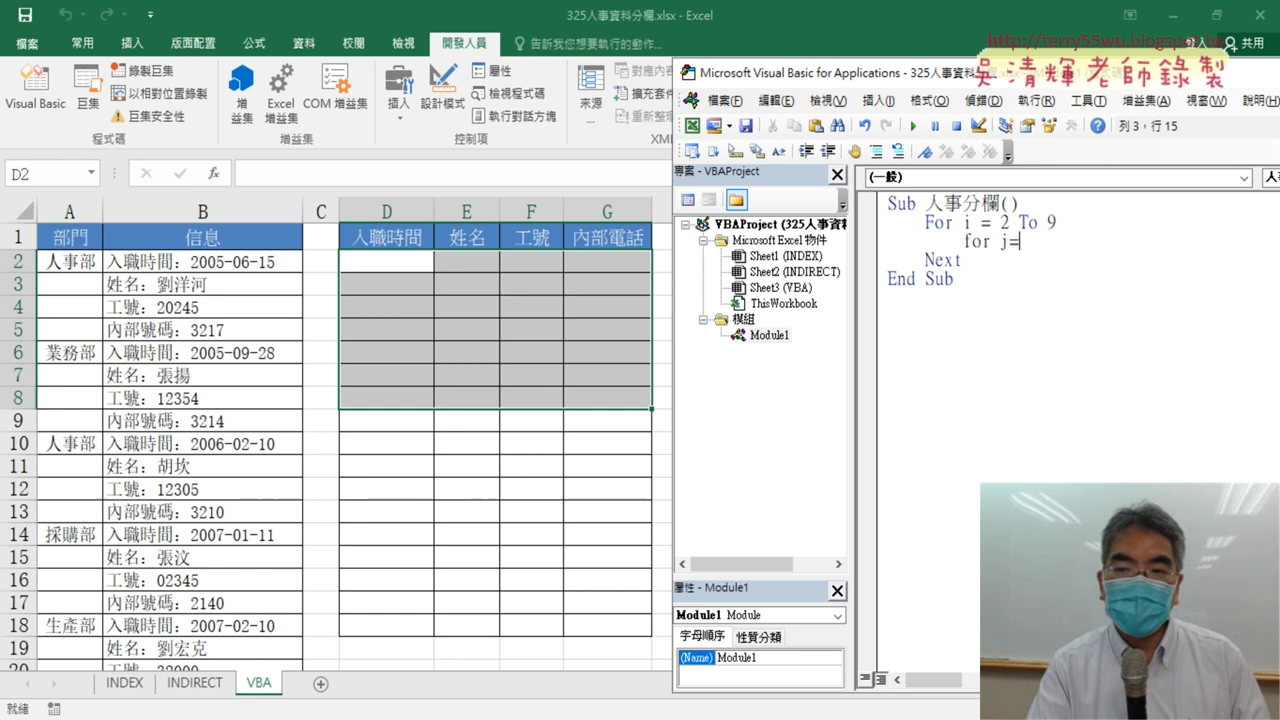 325人事資料分欄.xlsx - Excel
http://terry55wu.blogspot.tw
吳清輝老師錄製
登入 共用
檔案 常用 插入 版面配置 公式 資料 校閱 檢視 開發人員 告訴我您想要執行的動作...
Visual Basic 巨集 錄製巨集 以相對位置錄製 巨集安全性 程式碼
增益集 Excel 增益集 COM 增益集 增益集
插入 設計模式 屬性 檢視程式碼 執行對話方塊 控制項
來源 ... 對應內容 擴充套件 重新整理 XML
D2 fx
A B C D E F G
1 部門 信息 入職時間 姓名 工號 內部電話
2 人事部 入職時間: 2005-06-15
3 姓名: 劉洋河
4 工號: 20245
5 內部號碼: 3217
6 業務部 入職時間: 2005-09-28
7 姓名: 張揚
8 工號: 12354
9 內部號碼: 3214
10 人事部 入職時間: 2006-02-10
11 姓名: 胡坎
12 工號: 12305
13 內部號碼: 3210
14 採購部 入職時間: 2007-01-11
15 姓名: 張汶
16 工號: 02345
17 內部號碼: 2140
18 生產部 入職時間: 2007-02-10
19 姓名: 劉宏克
INDEX INDIRECT VBA
就緒
Microsoft Visual Basic for Applications - 325人事資料
檔案(F) 編輯(E) 檢視(V) 插入(I) 格式(O) 偵錯(D) 執行(R) 工具(T) 增益集(A) 視窗(W) 說明(H)
列 3, 行 15
專案 - VBAProject
VBAProject (325人事資料
Microsoft Excel 物件
Sheet1 (INDEX)
Sheet2 (INDIRECT)
Sheet3 (VBA)
ThisWorkbook
模組
Module1
屬性 - Module1
Module1 Module
字母順序 性質分類
(Name) Module1
(一般)
Sub 人事分欄()
For i = 2 To 9
for j=
Next
End Sub